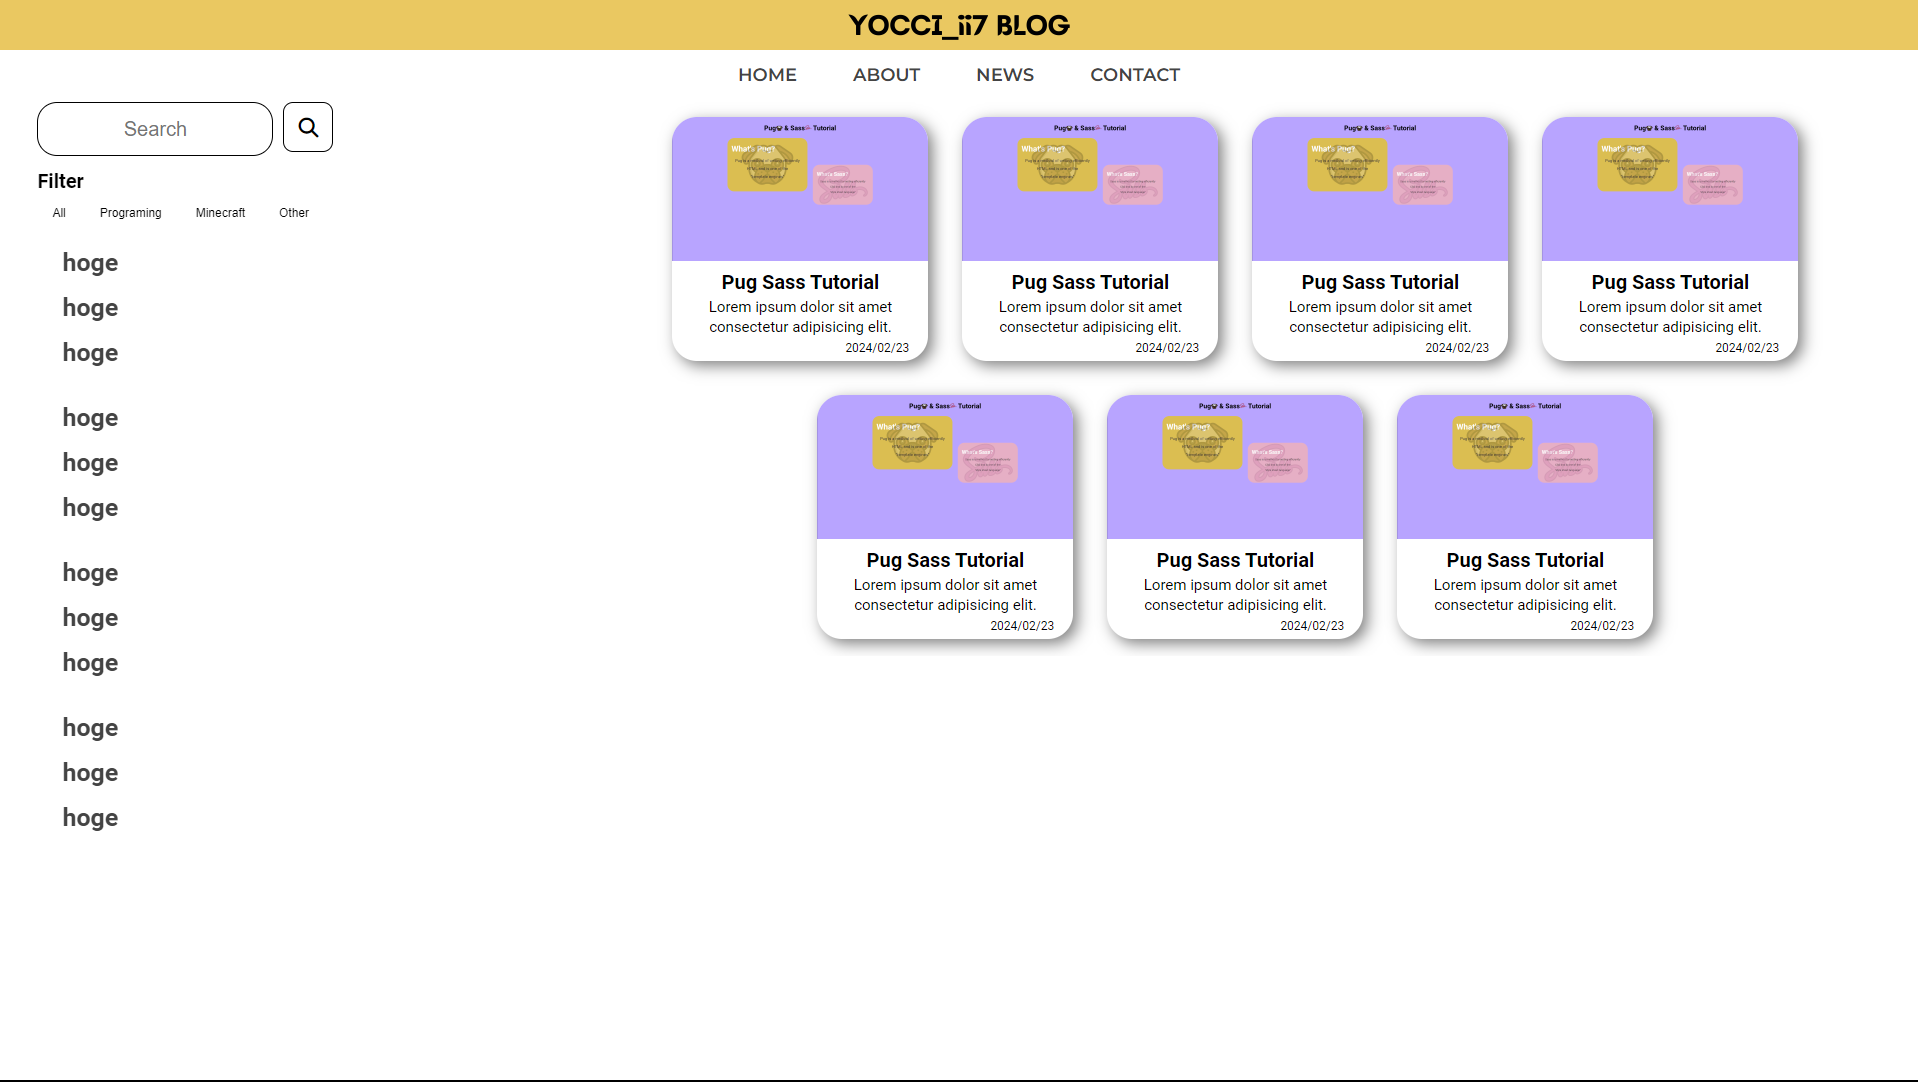 YOCCI_ii7 BLOG
HOME ABOUT NEWS CONTACT
Search
Filter
All Programing Minecraft Other
hoge
hoge
hoge
hoge
hoge
hoge
hoge
hoge
hoge
hoge
hoge
hoge
Pug & Sass Tutorial
What's Pug?
What's Sass?
Pug Sass Tutorial
Lorem ipsum dolor sit amet
consectetur adipisicing elit.
2024/02/23
Pug & Sass Tutorial
What's Pug?
What's Sass?
Pug Sass Tutorial
Lorem ipsum dolor sit amet
consectetur adipisicing elit.
2024/02/23
Pug & Sass Tutorial
What's Pug?
What's Sass?
Pug Sass Tutorial
Lorem ipsum dolor sit amet
consectetur adipisicing elit.
2024/02/23
Pug & Sass Tutorial
What's Pug?
What's Sass?
Pug Sass Tutorial
Lorem ipsum dolor sit amet
consectetur adipisicing elit.
2024/02/23
Pug & Sass Tutorial
What's Pug?
What's Sass?
Pug Sass Tutorial
Lorem ipsum dolor sit amet
consectetur adipisicing elit.
2024/02/23
Pug & Sass Tutorial
What's Pug?
What's Sass?
Pug Sass Tutorial
Lorem ipsum dolor sit amet
consectetur adipisicing elit.
2024/02/23
Pug & Sass Tutorial
What's Pug?
What's Sass?
Pug Sass Tutorial
Lorem ipsum dolor sit amet
consectetur adipisicing elit.
2024/02/23